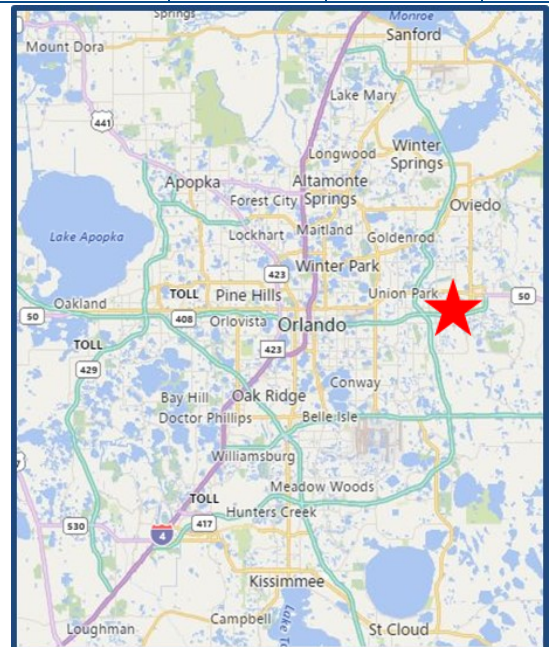 Springs
Monroe
Sanford
Mount Dora
Lake Mary
441
Longwood
Winter
Springs
Apopka
Altamonte
Springs
Forest City
Oviedo
Lake Apopka
Lockhart
Maitland
Goldenrod
423
Winter Park
TOLL
Pine Hills
Union Park
50
Oakland
50
408
Orlovista
Orlando
TOLL
423
429
Conway
Bay Hill
Oak Ridge
Doctor Phillips
Belle Isle
Williamsburg
Meadow Woods
TOLL
417
Hunters Creek
530
4
Kissimmee
Campbell
Lake
St Cloud
Loughman